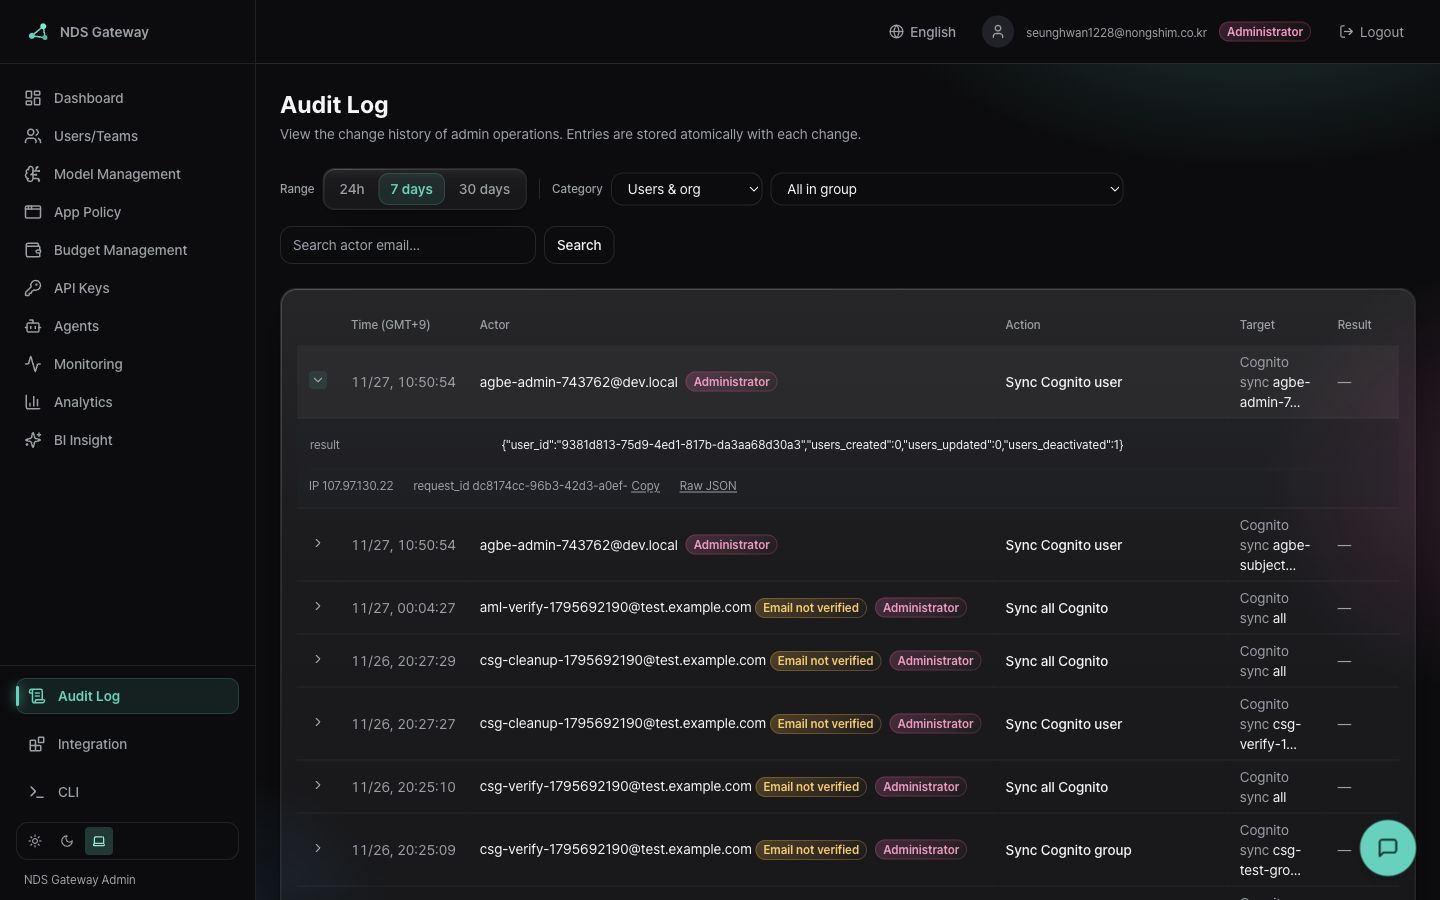 NDS Gateway
English
seunghwan1228@nongshim.co.kr Administrator
Logout
Dashboard
Users/Teams
Model Management
App Policy
Budget Management
API Keys
Agents
Monitoring
Analytics
BI Insight
Audit Log
Integration
CLI
NDS Gateway Admin
Audit Log
View the change history of admin operations. Entries are stored atomically with each change.
Range 24h 7 days 30 days Category Users & org All in group
Search actor email... Search
Time (GMT+9) Actor Action Target Result
11/27, 10:50:54 agbe-admin-743762@dev.local Administrator Sync Cognito user Cognito sync agbe-admin-7... —
result {"user_id":"9381d813-75d9-4ed1-817b-da3aa68d30a3","users_created":0,"users_updated":0,"users_deactivated":1}
IP 107.97.130.22 request_id dc8174cc-96b3-42d3-a0ef- Copy Raw JSON
11/27, 10:50:54 agbe-admin-743762@dev.local Administrator Sync Cognito user Cognito sync agbe-subject... —
11/27, 00:04:27 aml-verify-1795692190@test.example.com Email not verified Administrator Sync all Cognito Cognito sync all —
11/26, 20:27:29 csg-cleanup-1795692190@test.example.com Email not verified Administrator Sync all Cognito Cognito sync all —
11/26, 20:27:27 csg-cleanup-1795692190@test.example.com Email not verified Administrator Sync Cognito user Cognito sync csg-verify-1... —
11/26, 20:25:10 csg-verify-1795692190@test.example.com Email not verified Administrator Sync all Cognito Cognito sync all —
11/26, 20:25:09 csg-verify-1795692190@test.example.com Email not verified Administrator Sync Cognito group Cognito sync csg-test-gro... —